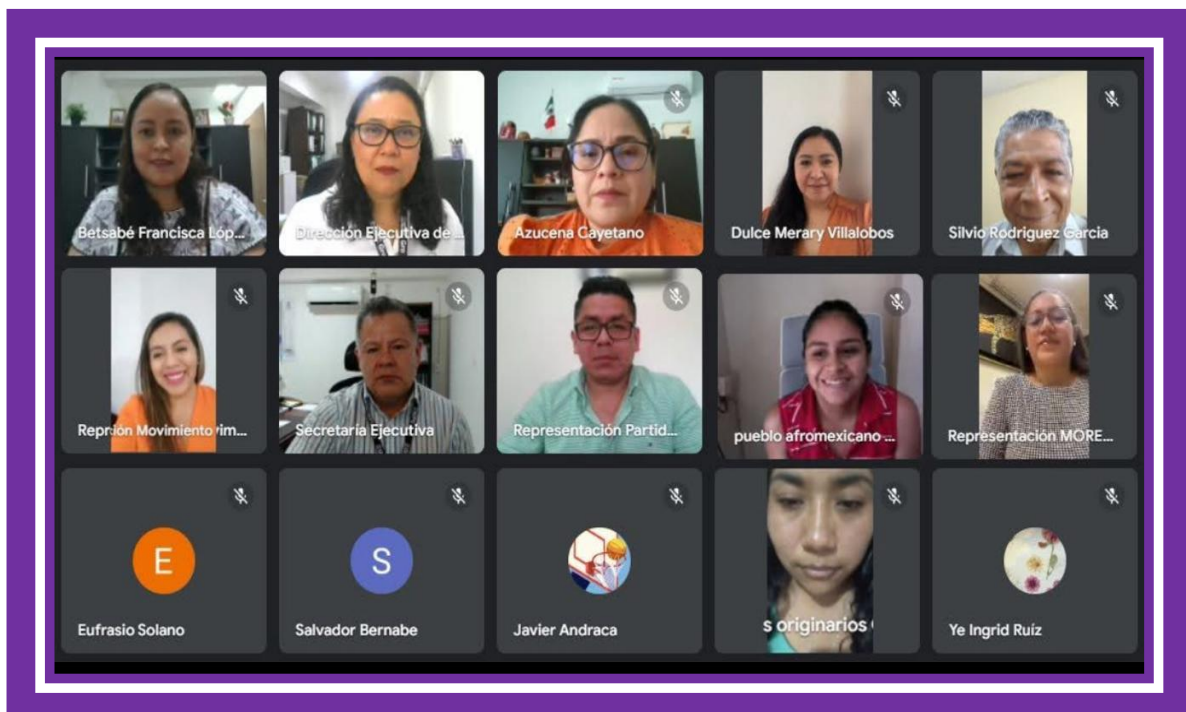 Betsabé Francisca Lóp...
Dirección Ejecutiva de ...
Azucena Cayetano
Dulce Merary Villalobos
Silvio Rodriguez Garcia
Movimiento
Secretaría Ejecutiva
Representación Partid...
pueblo afromexicano ...
Representación MORE...
E
S
Eufrasio Solano
Salvador Bernabe
Javier Andraca
s originarios
Ye Ingrid Ruíz